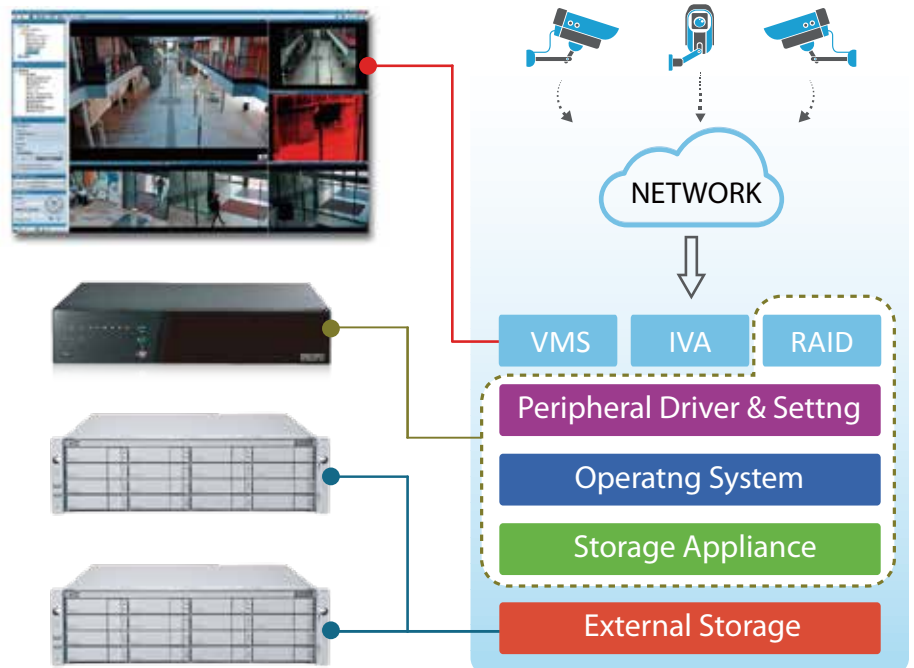 NETWORK
VMS
IVA
RAID
Peripheral Driver & Settng
Operatng System
Storage Appliance
External Storage